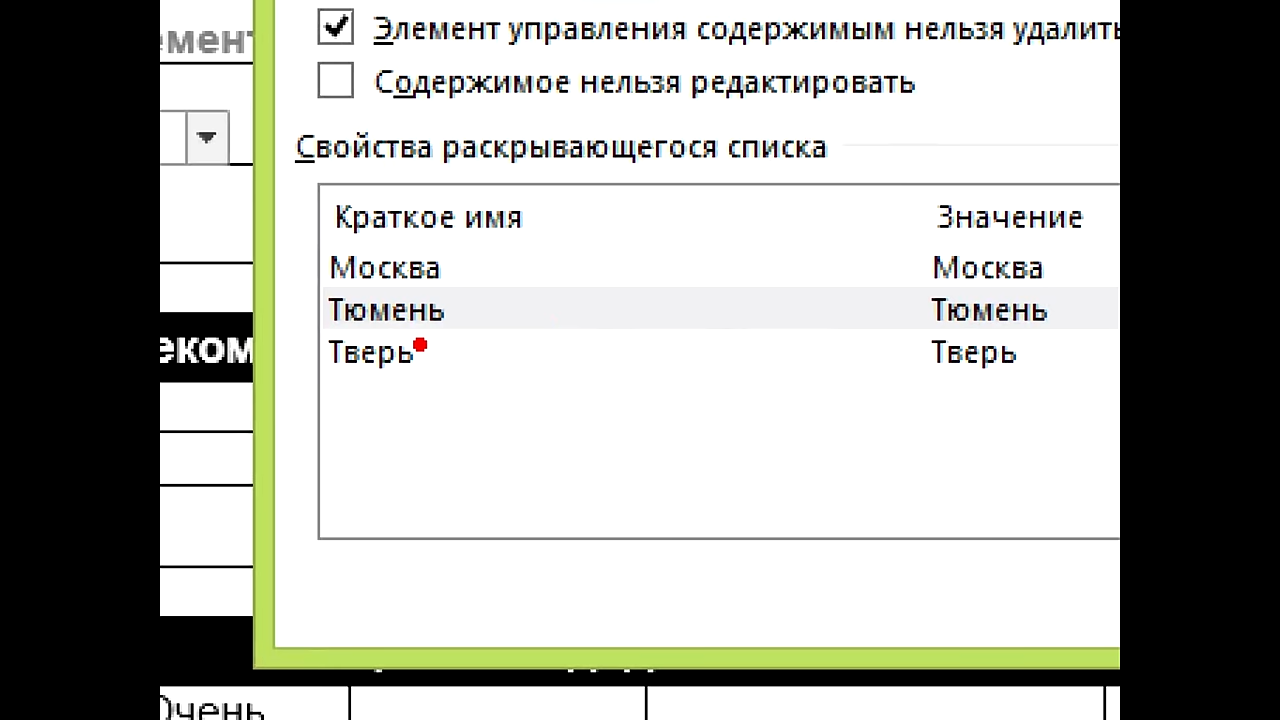 Элемент управления содержимым нельзя удалить
Содержимое нельзя редактировать
Свойства раскрывающегося списка
Краткое имя Значение
Москва Москва
Тюмень Тюмень
Тверь Тверь
Очень